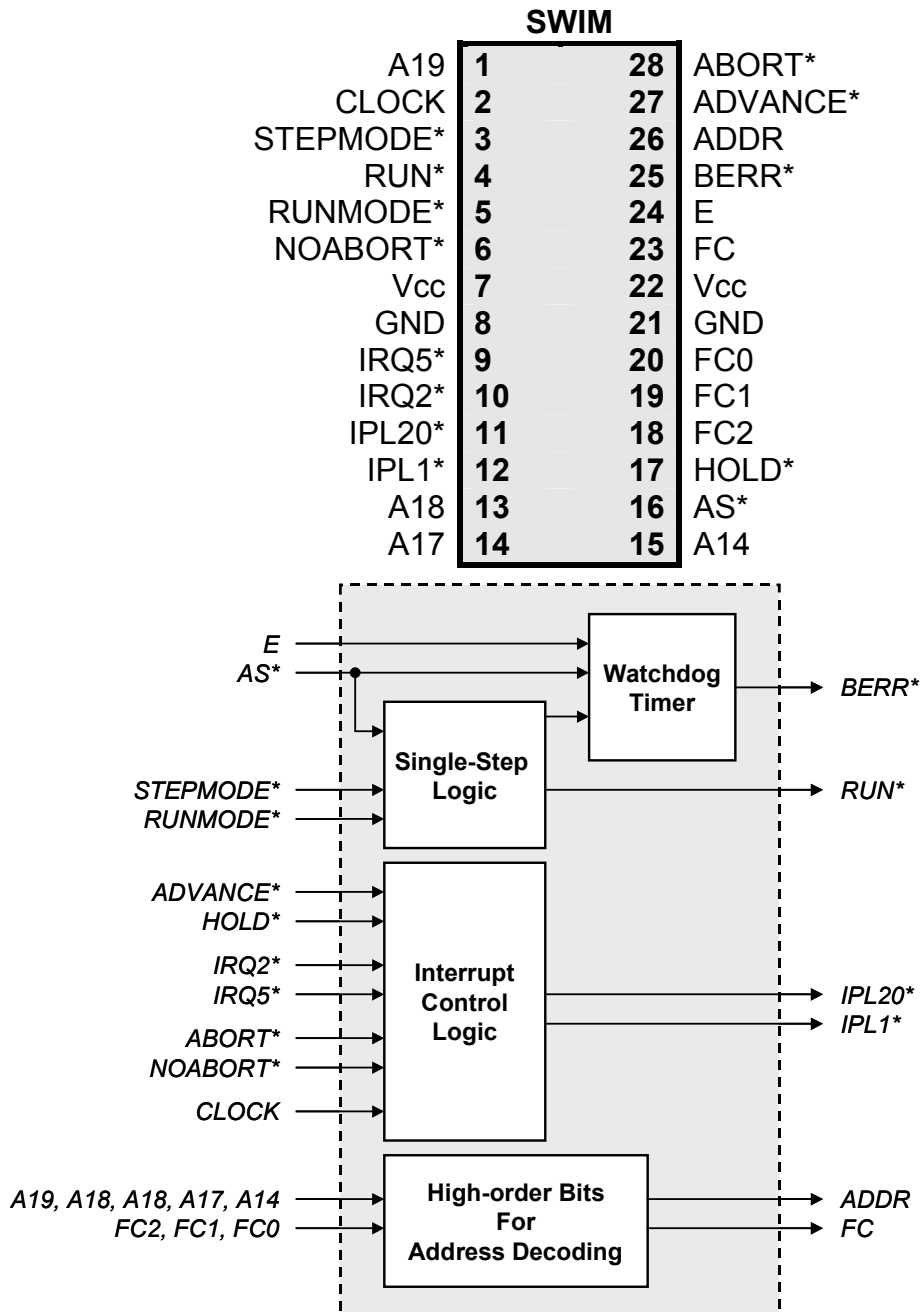 SWIM
A19 1 28 ABORT*
CLOCK 2 27 ADVANCE*
STEPMODE* 3 26 ADDR
RUN* 4 25 BERR*
RUNMODE* 5 24 E
NOABORT* 6 23 FC
Vcc 7 22 Vcc
GND 8 21 GND
IRQ5* 9 20 FC0
IRQ2* 10 19 FC1
IPL20* 11 18 FC2
IPL1* 12 17 HOLD*
A18 13 16 AS*
A17 14 15 A14
E
AS*
Watchdog
Timer
BERR*
Single-Step
Logic
STEPMODE*
RUNMODE*
RUN*
ADVANCE*
HOLD*
IRQ2*
IRQ5*
ABORT*
NOABORT*
CLOCK
Interrupt
Control
Logic
IPL20*
IPL1*
A19, A18, A18, A17, A14
FC2, FC1, FC0
High-order Bits
For
Address Decoding
ADDR
FC